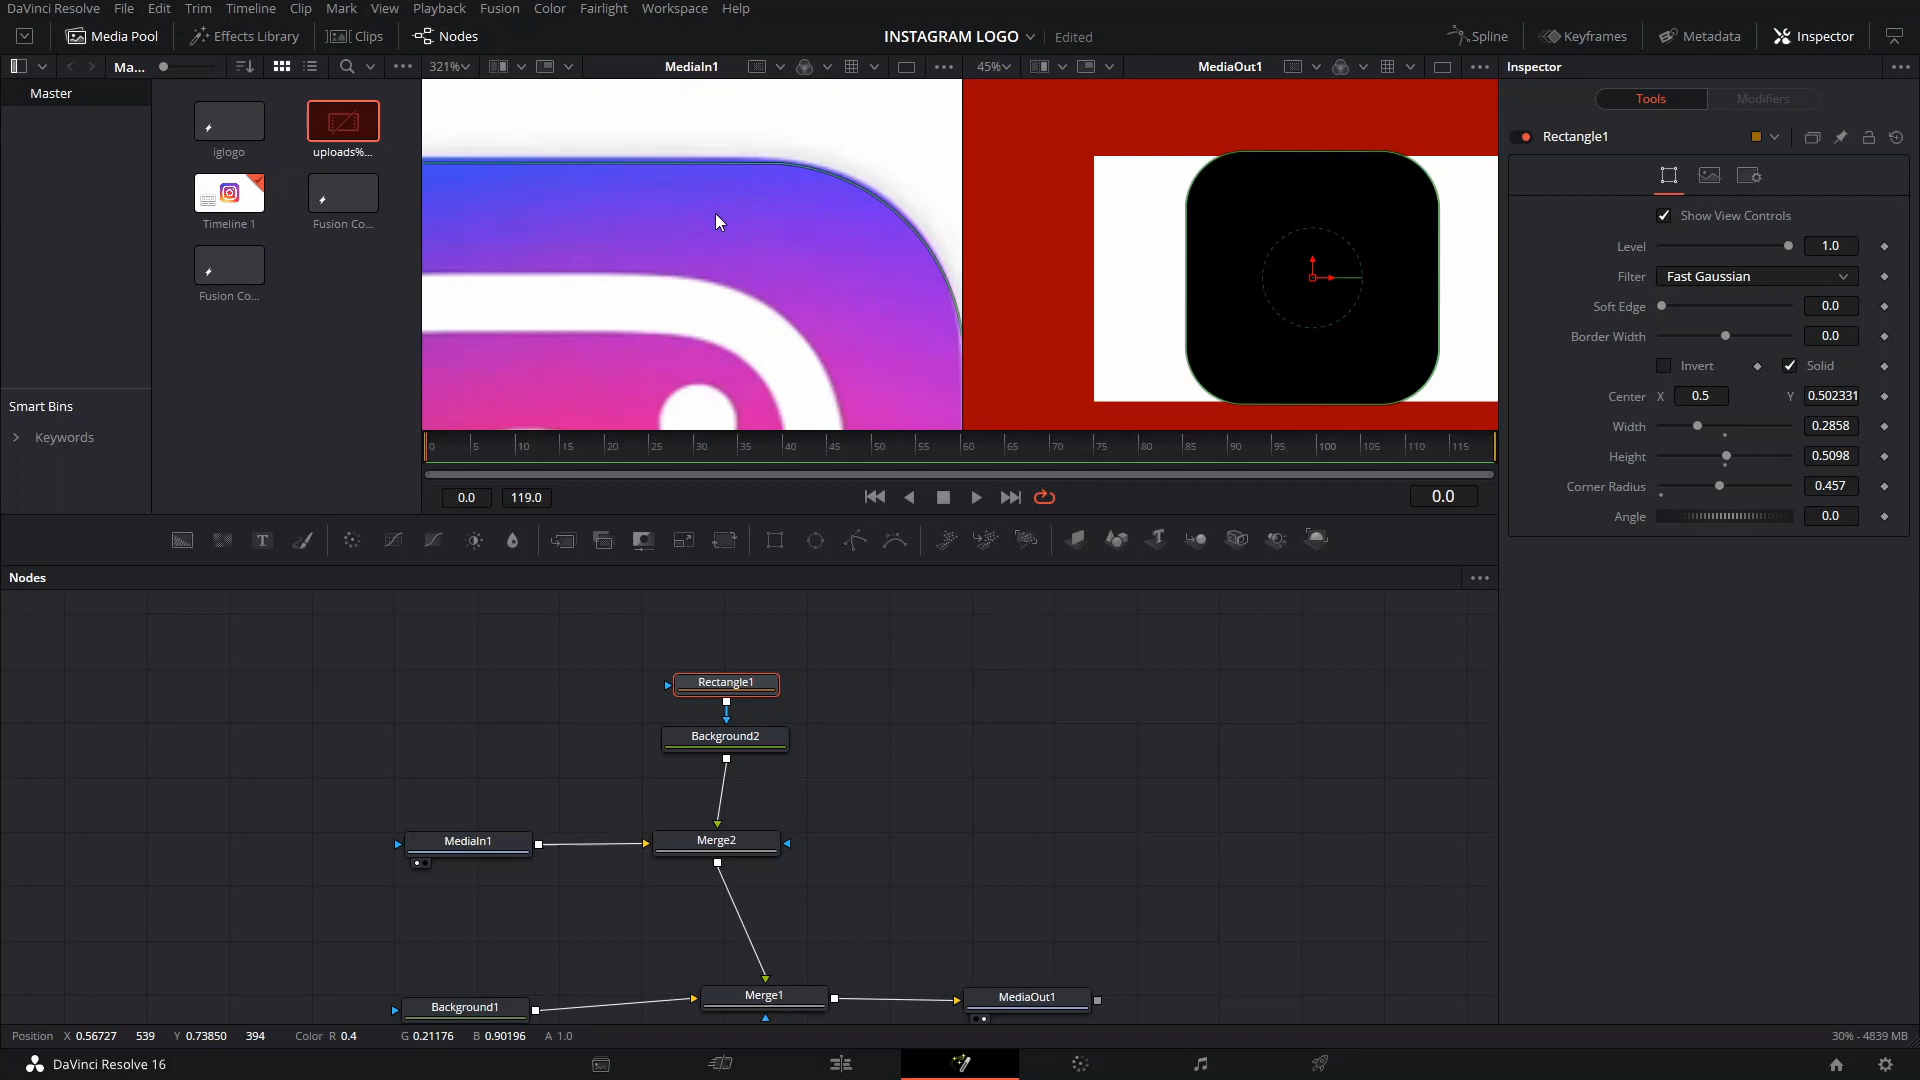 DaVinci Resolve File Edit Trim Timeline Clip Mark View Playback Fusion Color Fairlight Workspace Help
Media Pool Effects Library Clips Nodes INSTAGRAM LOGO Edited Spline Keyframes Metadata Inspector
Ma... 321% MediaIn1 45% MediaOut1 Inspector
Master
Tools Modifiers
Rectangle1
iglogo uploads%...
Timeline 1 Fusion Co...
Fusion Co...
Show View Controls
Level 1.0
Filter Fast Gaussian
Soft Edge 0.0
Border Width 0.0
Invert Solid
Center X 0.5 Y 0.502331
Width 0.2858
Height 0.5098
Corner Radius 0.457
Angle 0.0
Smart Bins
Keywords
0 5 10 15 20 25 30 35 40 45 50 55 60 65 70 75 80 85 90 95 100 105 110 115
0.0 119.0 0.0
T
Nodes
Rectangle1
Background2
MediaIn1 Merge2
Background1 Merge1 MediaOut1
Position X 0.56727 539 Y 0.73850 394 Color R 0.4 G 0.21176 B 0.90196 A 1.0 30% - 4839 MB
DaVinci Resolve 16